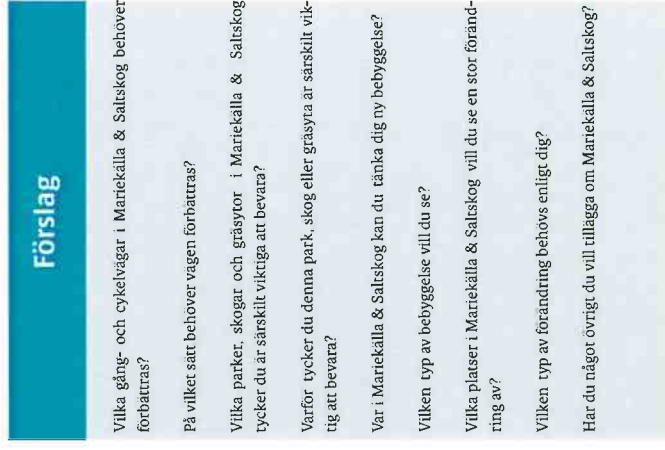 Förslag
Vilka gång- och cykelvägar i Mariekälla & Saltskog behöver
förbättras?
På vilket sätt behöver vägen förbättras?
Vilka parker, skogar och gräsytor i Mariekälla & Saltskog
tycker du är särskilt viktiga att bevara?
Varför tycker du denna park, skog eller gräsyta är särskilt vik-
tig att bevara?
Var i Mariekälla & Saltskog kan du tänka dig ny bebyggelse?
Vilken typ av bebyggelse vill du se?
Vilka platser i Mariekälla & Saltskog vill du se en stor föränd-
ring av?
Vilken typ av förändring behövs enligt dig?
Har du något övrigt du vill tillägga om Mariekälla & Saltskog?